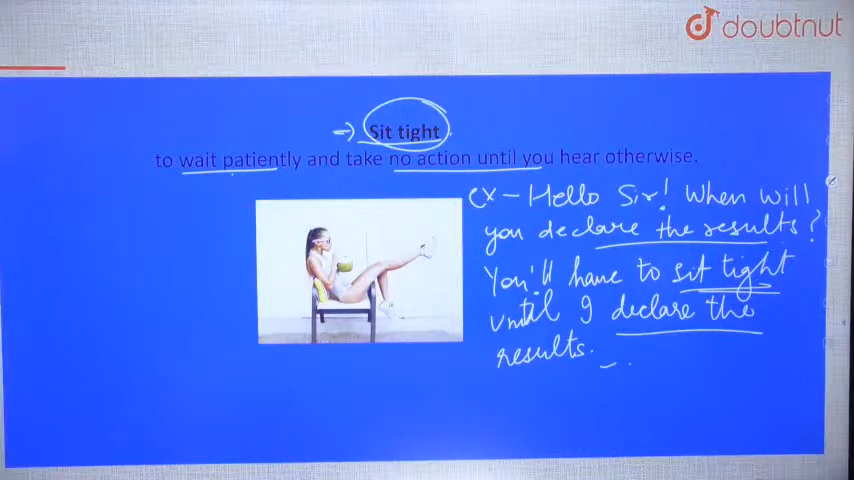 doubtnut
Sit tight
to wait patiently and take no action until you hear otherwise.
ex - Hello Sir! When will
you declare the results?
You'll have to sit tight
until I declare the
results.